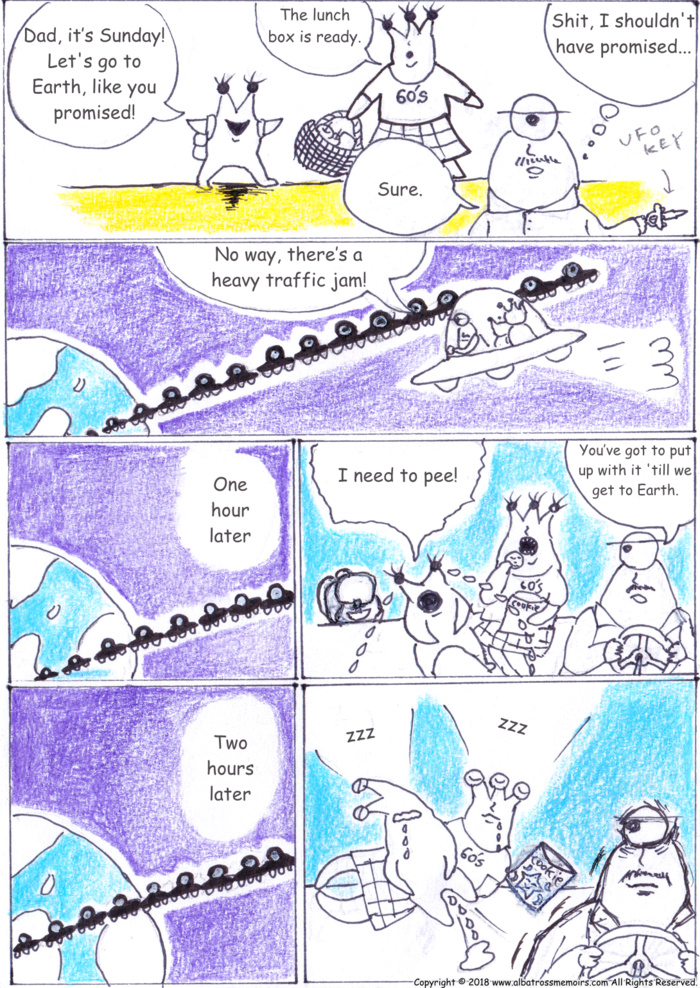 Dad, it's Sunday!
Let's go to
Earth, like you
promised!
The lunch
box is ready.
Shit, I shouldn't
have promised...
60'S
UFO
KEY
Sure.
No way, there's a
heavy traffic jam!
One
hour
later
I need to pee!
You've got to put
up with it 'till we
get to Earth.
60'S
COOKIE
Two
hours
later
zzz
zzz
60'S
COOKIE
Copyright © 2018 www.albatrossmemoirs.com All Rights Reserved